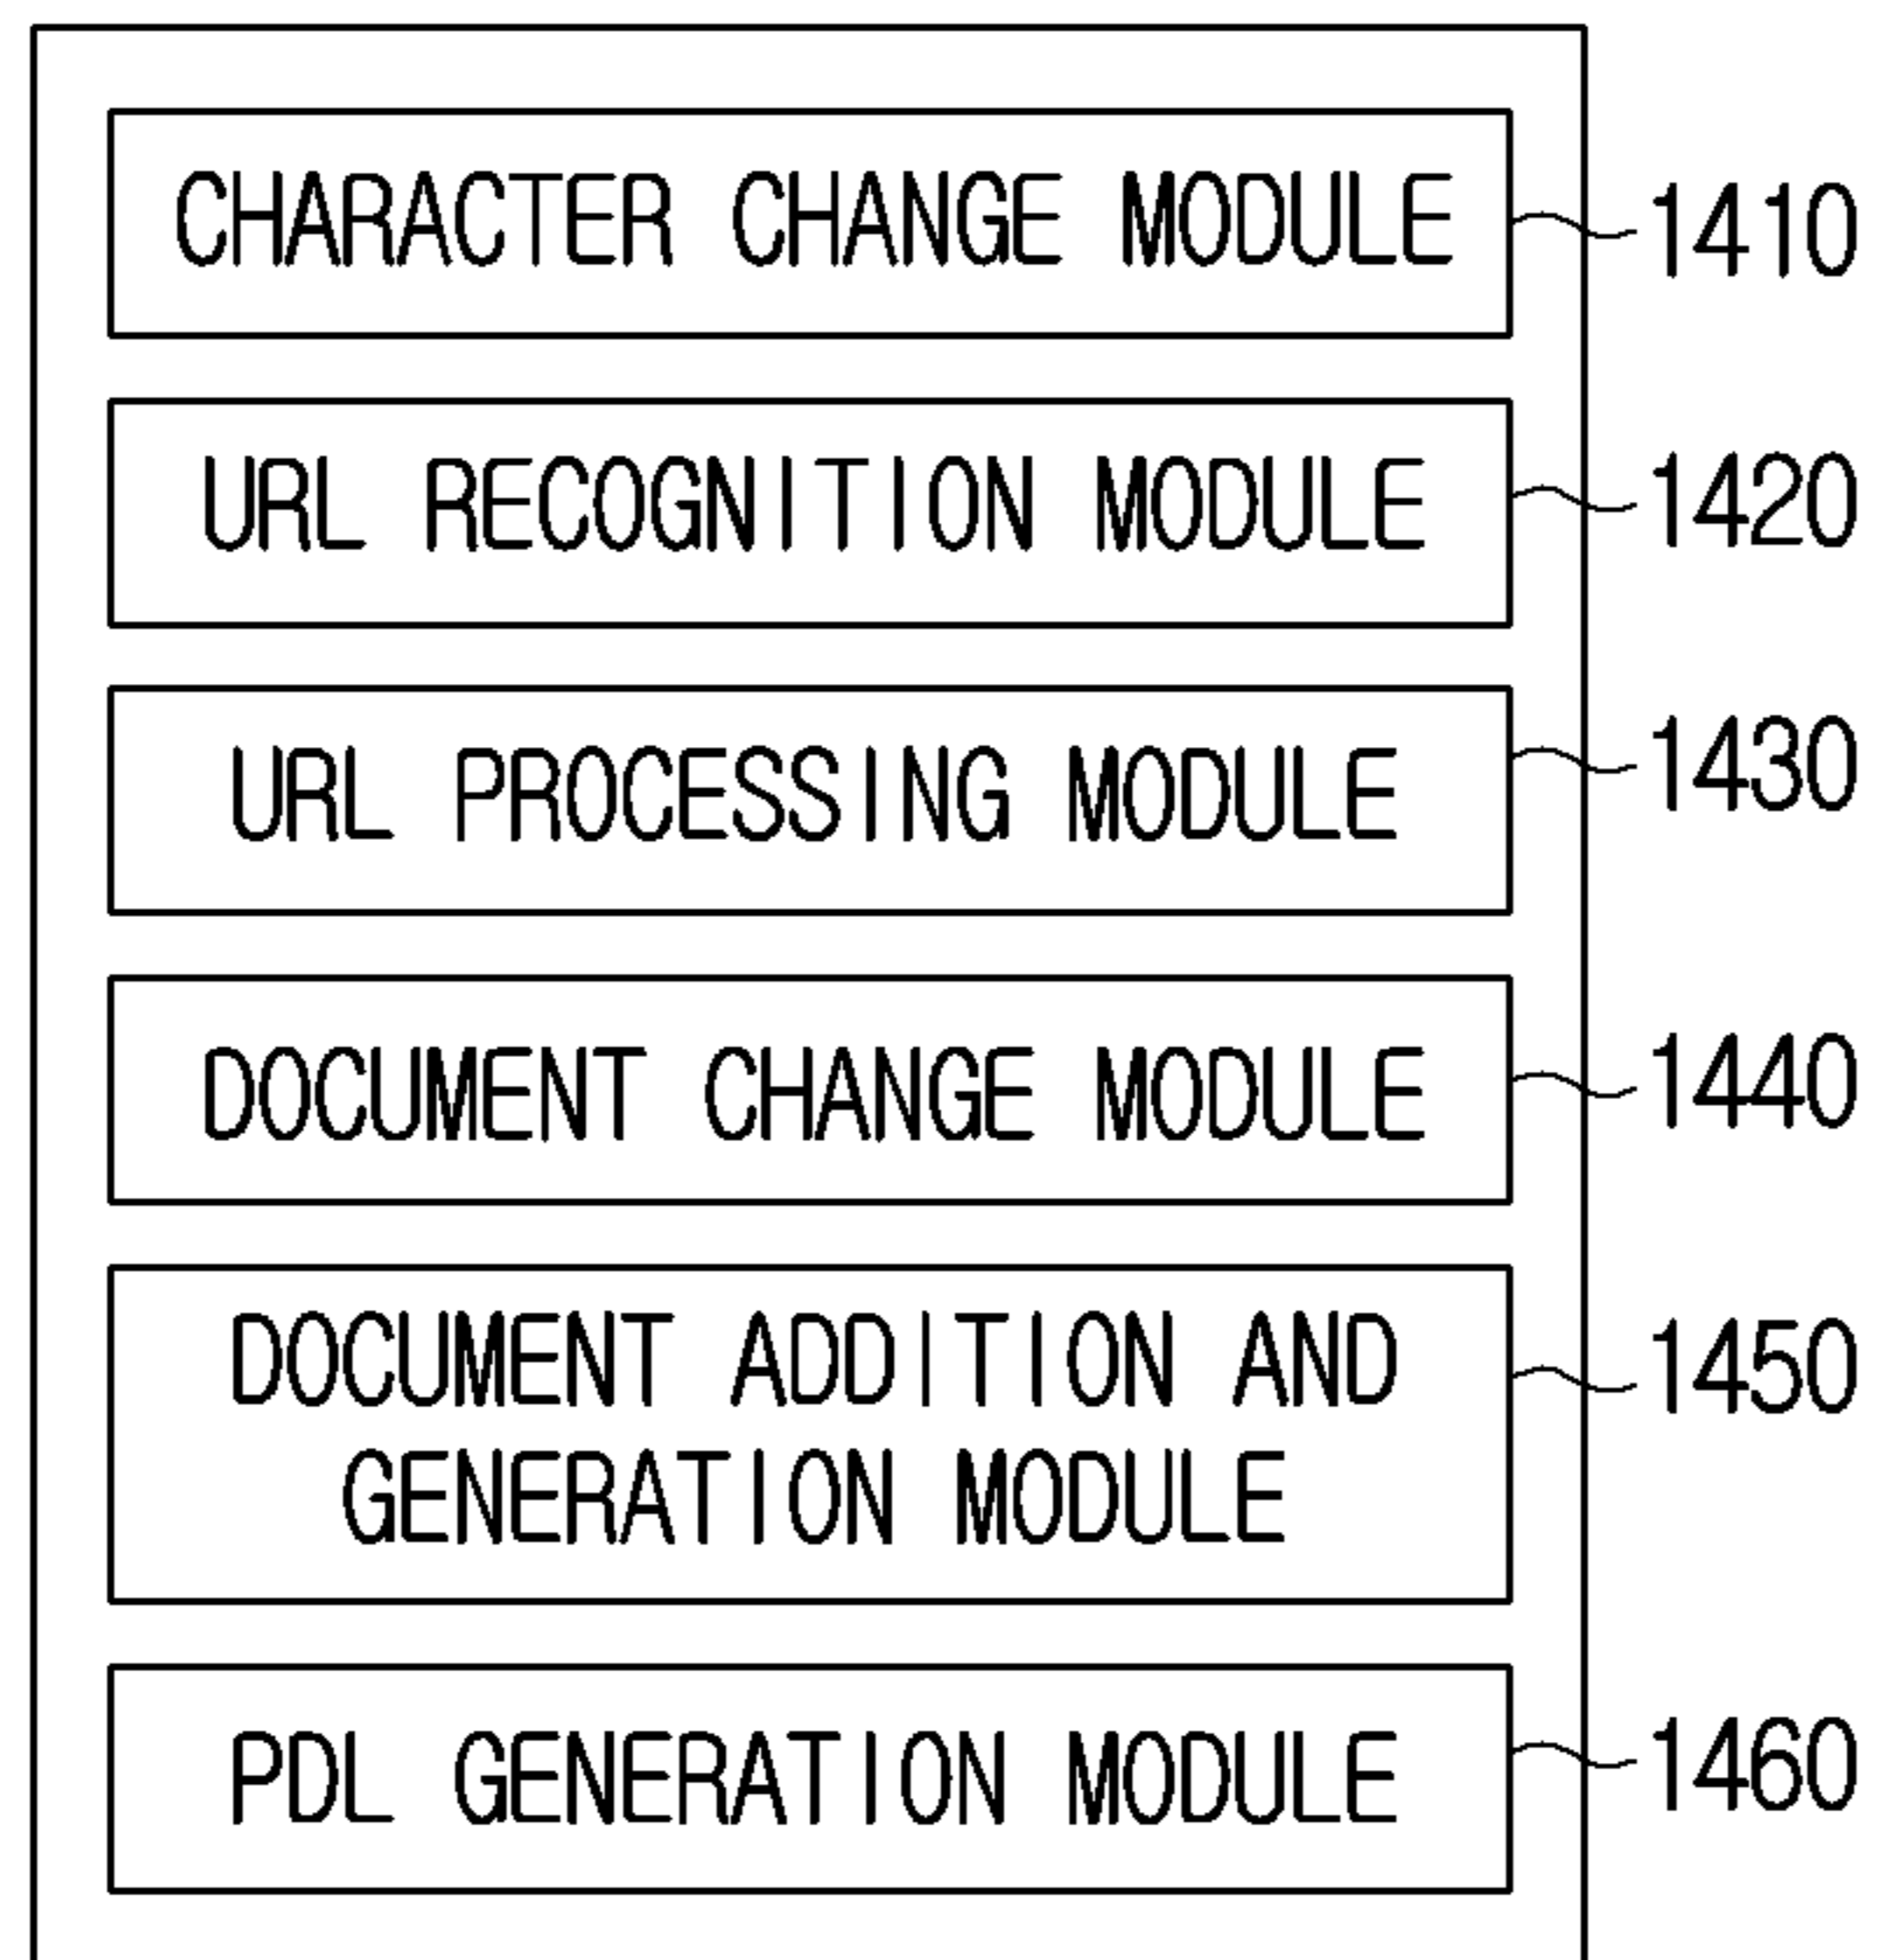 CHARACTER CHANGE MODULE 1410
URL RECOGNITION MODULE 1420
URL PROCESSING MODULE 1430
DOCUMENT CHANGE MODULE 1440
DOCUMENT ADDITION AND 1450
GENERATION MODULE
PDL GENERATION MODULE 1460